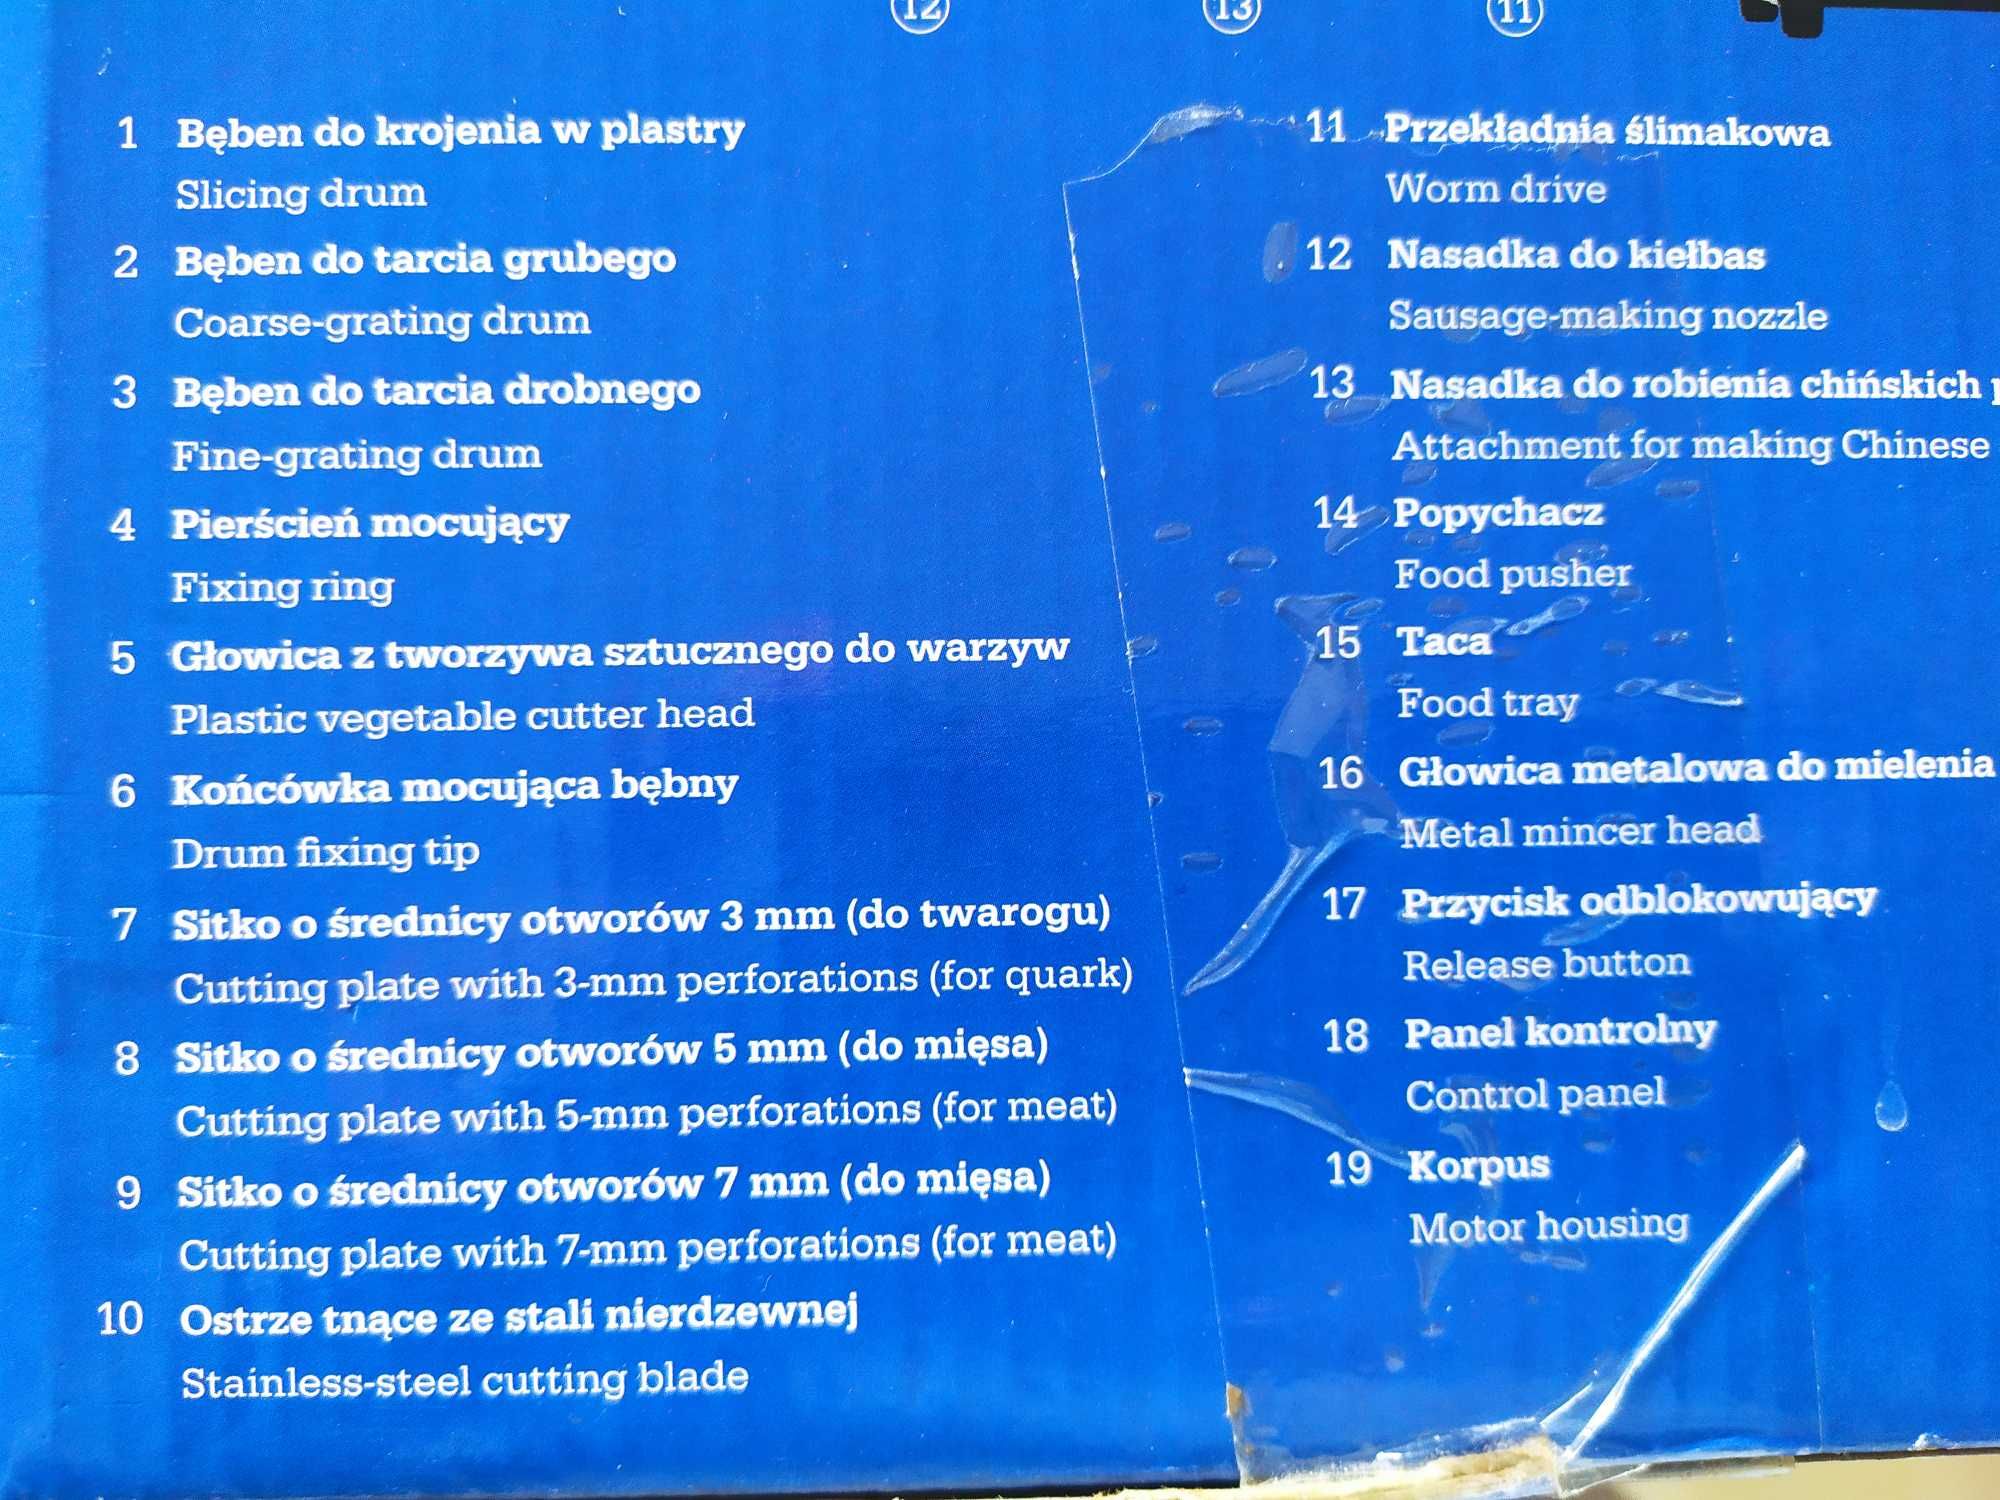 12 13 11
1 Bęben do krojenia w plastry
Slicing drum
2 Bęben do tarcia grubego
Coarse-grating drum
3 Bęben do tarcia drobnego
Fine-grating drum
4 Pierścień mocujący
Fixing ring
5 Głowica z tworzywa sztucznego do warzyw
Plastic vegetable cutter head
6 Końcówka mocująca bębny
Drum fixing tip
7 Sitko o średnicy otworów 3 mm (do twarogu)
Cutting plate with 3-mm perforations (for quark)
8 Sitko o średnicy otworów 5 mm (do mięsa)
Cutting plate with 5-mm perforations (for meat)
9 Sitko o średnicy otworów 7 mm (do mięsa)
Cutting plate with 7-mm perforations (for meat)
10 Ostrze tnące ze stali nierdzewnej
Stainless-steel cutting blade
11 Przekładnia ślimakowa
Worm drive
12 Nasadka do kiełbas
Sausage-making nozzle
13 Nasadka do robienia chińskich
Attachment for making Chinese
14 Popychacz
Food pusher
15 Taca
Food tray
16 Głowica metalowa do mielenia
Metal mincer head
17 Przycisk odblokowujący
Release button
18 Panel kontrolny
Control panel
19 Korpus
Motor housing